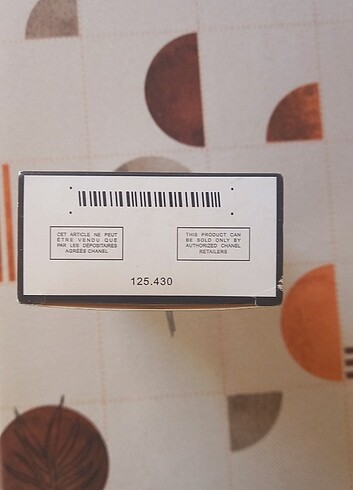 CET ARTICLE NE PEUT
ÊTRE VENDU QUE
PAR LES DÉPOSITAIRES
AGRÉÉS CHANEL
THIS PRODUCT CAN
BE SOLD ONLY BY
AUTHORIZED CHANEL
RETAILERS
125.430